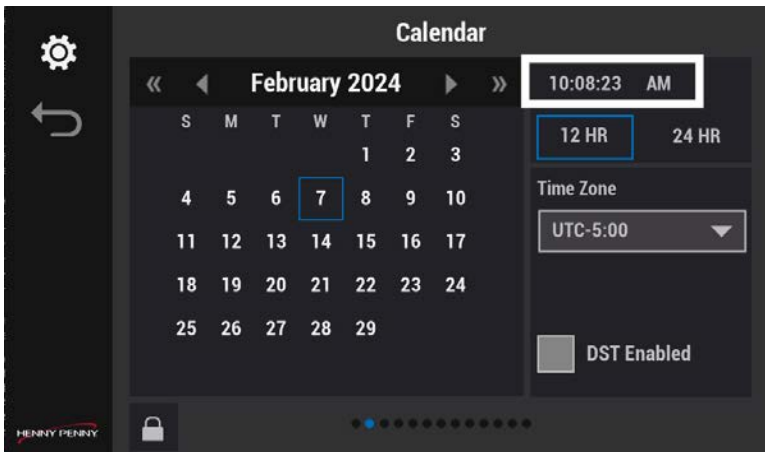 Calendar
February 2024
S M T W T F S
1 2 3
4 5 6 7 8 9 10
11 12 13 14 15 16 17
18 19 20 21 22 23 24
25 26 27 28 29
10:08:23 AM
12 HR 24 HR
Time Zone
UTC-5:00
DST Enabled
HENNY PENNY